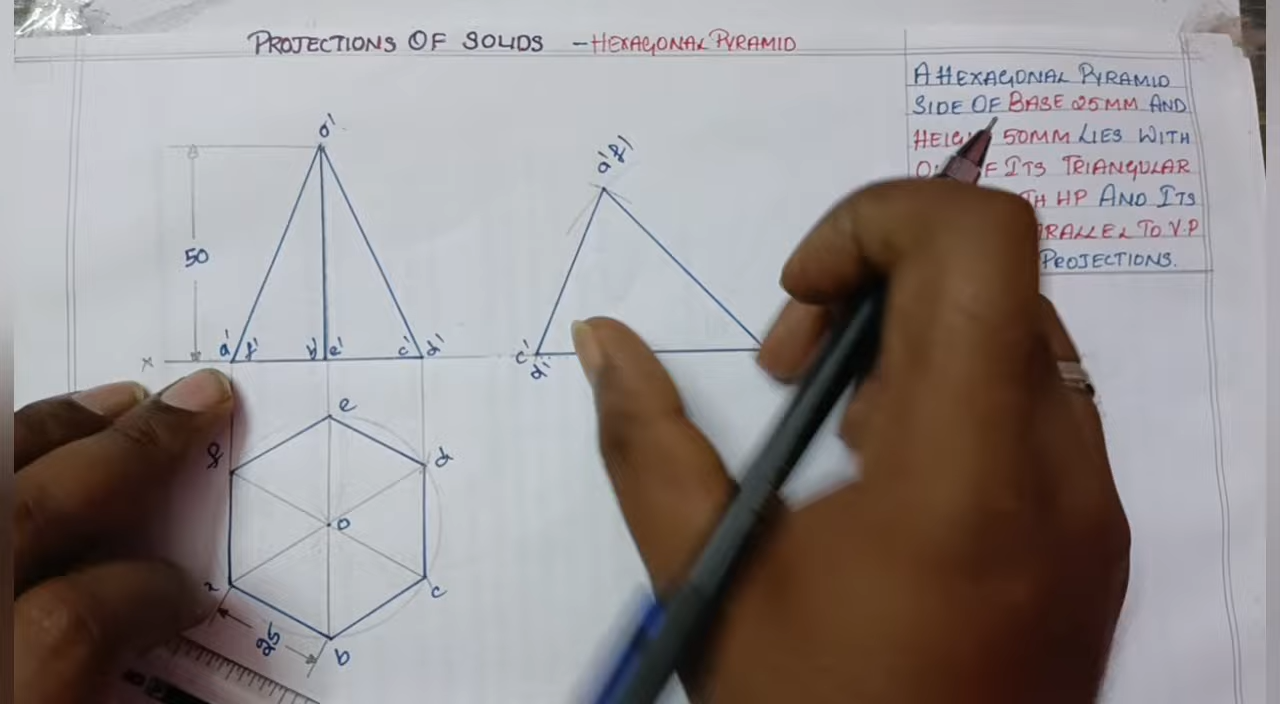 PROJECTIONS OF SOLIDS - HEXAGONAL PYRAMID
A HEXAGONAL PYRAMID
SIDE OF BASE 25MM AND
50MM LIES WITH
ITS TRIANGULAR
HP AND ITS
TO V.P
PROJECTIONS.
o'
a' f'
50
a' f' b' e' c' d'
x
c'
d'
e
f d
o
a c
25
b